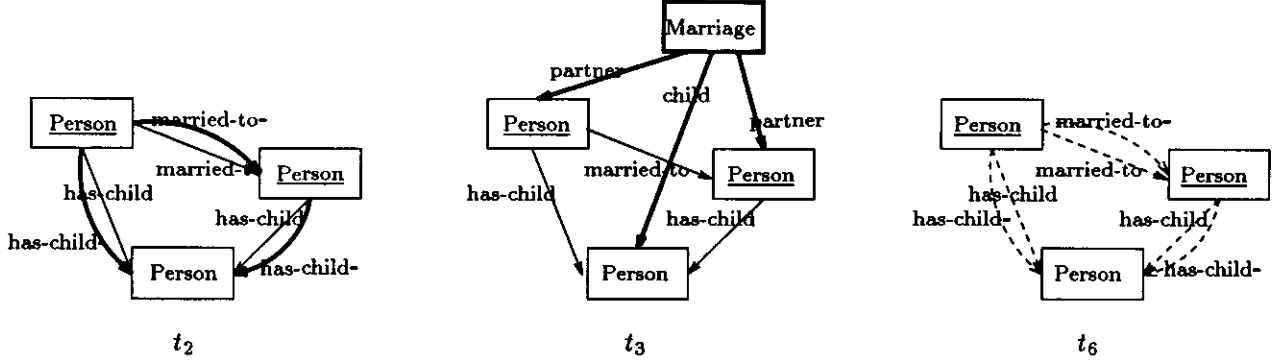 Person
married-to-
married-to
Person
has-child
has-child
has-child-
Person
has-child-
t2
Marriage
partner
child
Person
partner
married-to
Person
has-child
has-child
Person
t3
Person
married-to-
married-to
Person
has-child
has-child-
has-child
Person
has-child-
t6